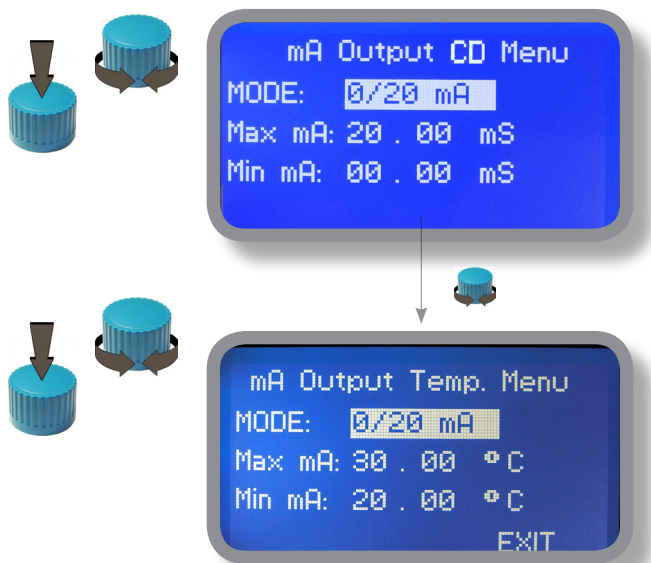 mA Output CD Menu
MODE: 0/20 mA
Max mA: 20 . 00 mS
Min mA: 00 . 00 mS
mA Output Temp. Menu
MODE: 0/20 mA
Max mA: 30 . 00 °C
Min mA: 20 . 00 °C
EXIT